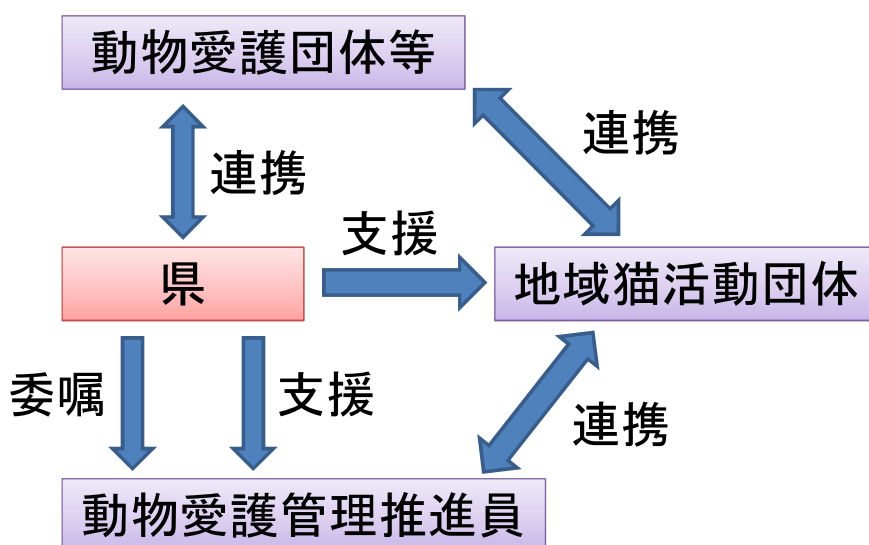 動物愛護団体等
連携
連携
支援
県
地域猫活動団体
委嘱
支援
連携
動物愛護管理推進員